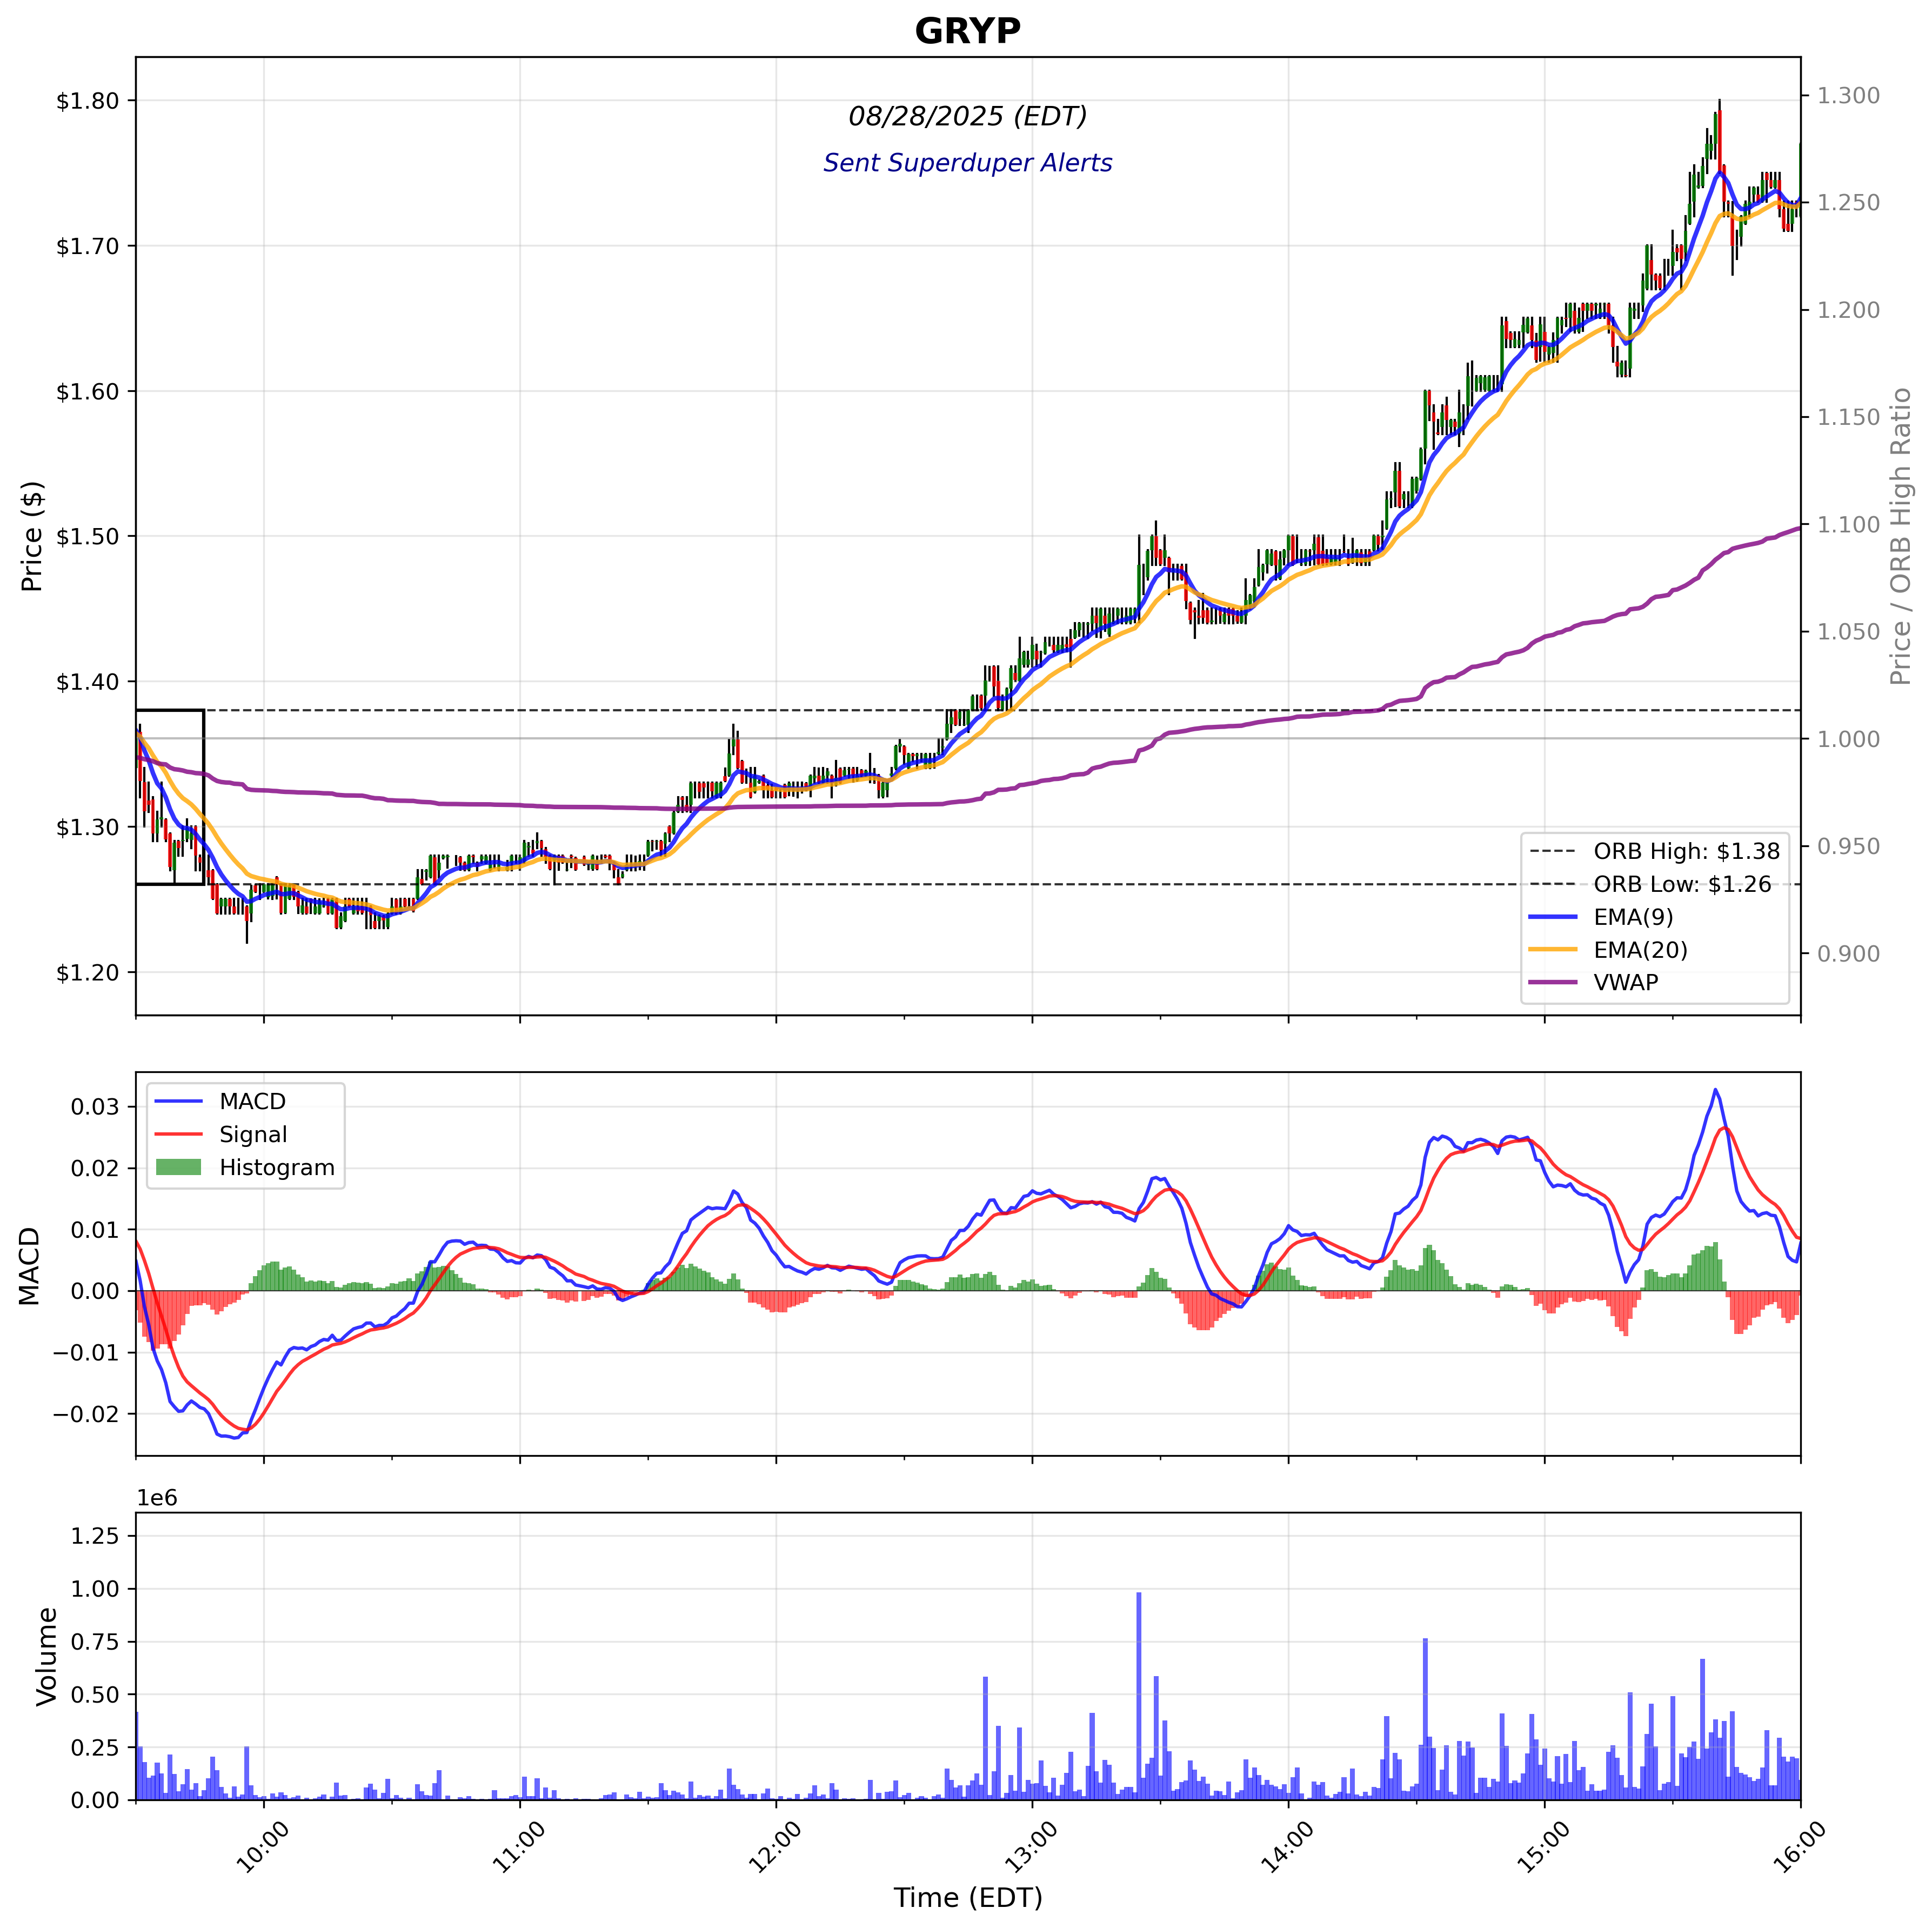 GRYP
08/28/2025 (EDT)
Sent Superduper Alerts
$1.80
$1.70
$1.60
$1.50
$1.40
$1.30
$1.20
Price ($)
1.300
1.250
1.200
1.150
1.100
1.050
1.000
0.950
0.900
Price / ORB High Ratio
ORB High: $1.38
ORB Low: $1.26
EMA(9)
EMA(20)
VWAP
MACD
Signal
Histogram
0.03
0.02
0.01
0.00
−0.01
−0.02
MACD
1e6
1.25
1.00
0.75
0.50
0.25
0.00
Volume
10:00
11:00
12:00
13:00
14:00
15:00
16:00
Time (EDT)